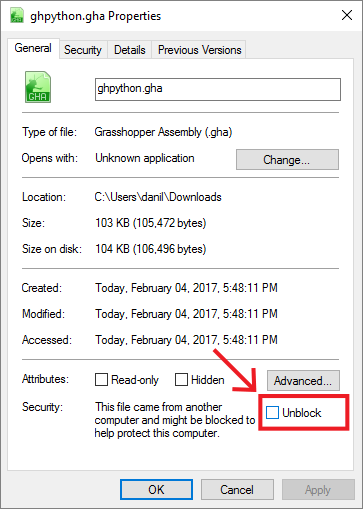 ghpython.gha Properties
General Security Details Previous Versions
GHA
ghpython.gha
Type of file: Grasshopper Assembly (.gha)
Opens with: Unknown application Change...
Location: C:\Users\danil\Downloads
Size: 103 KB (105,472 bytes)
Size on disk: 104 KB (106,496 bytes)
Created: Today, February 04, 2017, 5:48:11 PM
Modified: Today, February 04, 2017, 5:48:11 PM
Accessed: Today, February 04, 2017, 5:48:11 PM
Attributes: Read-only Hidden Advanced...
Security: This file came from another
computer and might be blocked to
help protect this computer.
Unblock
OK Cancel Apply